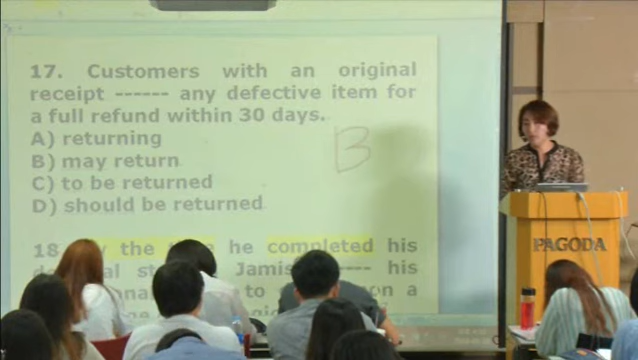 17. Customers with an original
receipt ------ any defective item for
a full refund within 30 days.
A) returning
B) may return
C) to be returned
D) should be returned
B
18 the he completed his
Jamis ---- his
to on a
PAGODA